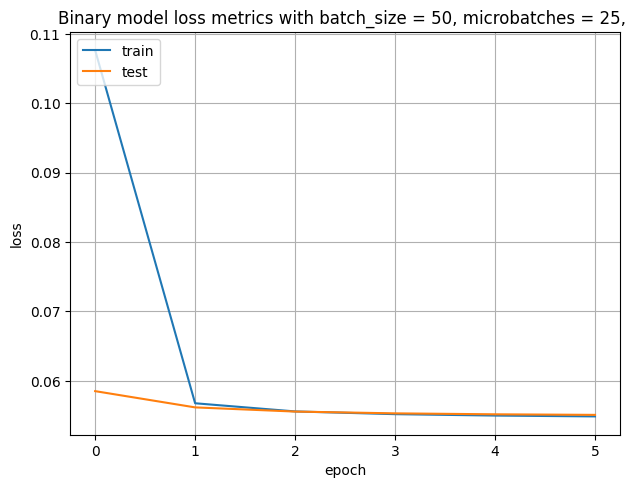 Binary model loss metrics with batch_size = 50, microbatches = 25,
train
test
0.11
0.10
0.09
0.08
0.07
0.06
loss
0 1 2 3 4 5
epoch